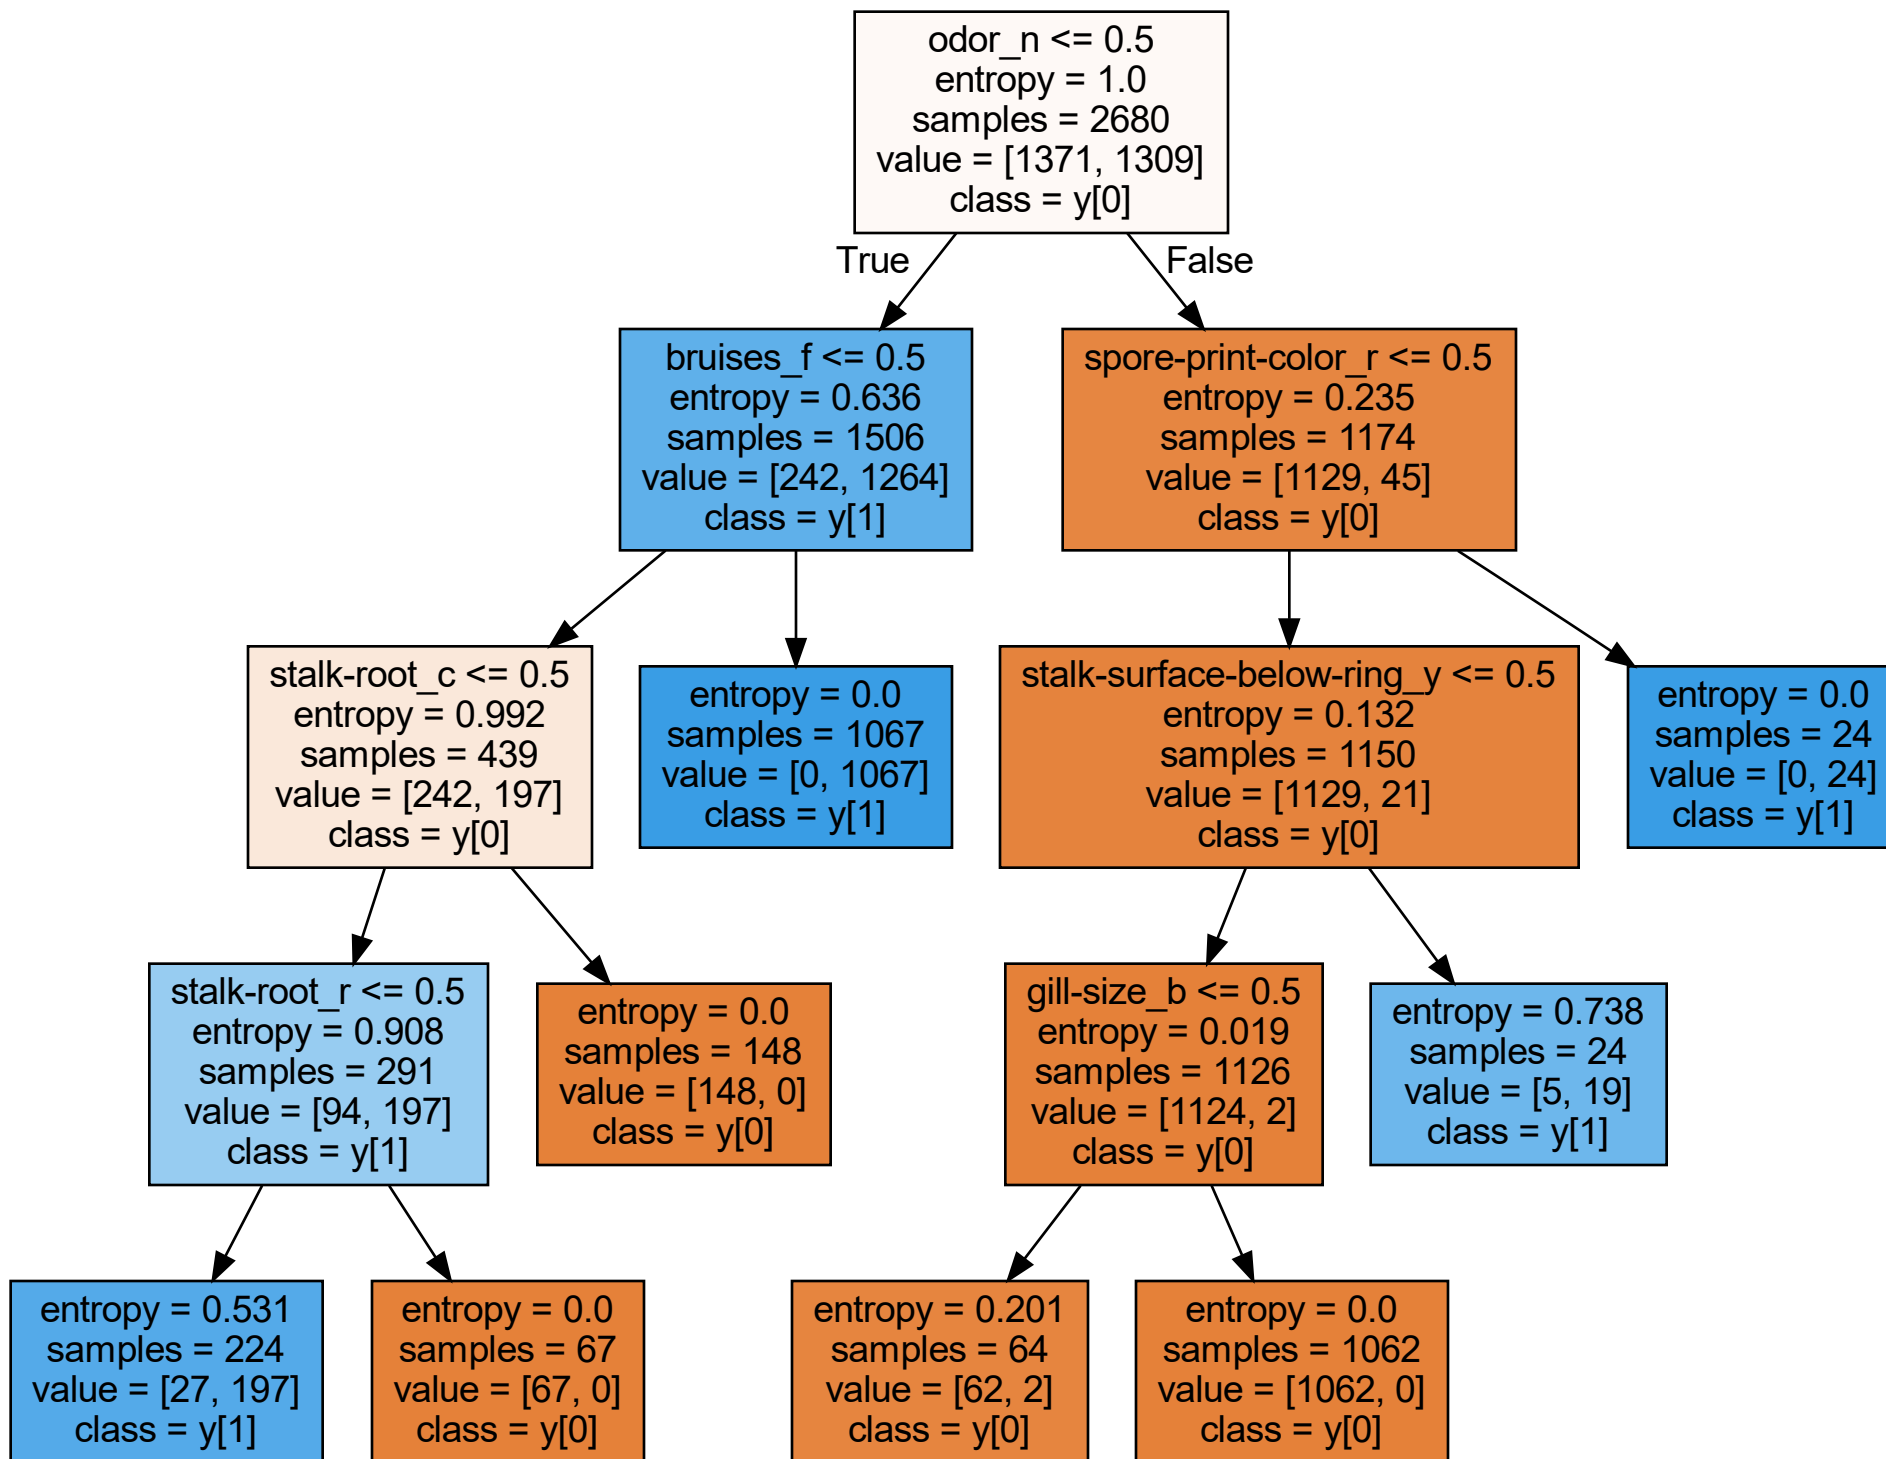 odor_n <= 0.5
entropy = 1.0
samples = 2680
value = [1371, 1309]
class = y[0]
True
False
bruises_f <= 0.5
entropy = 0.636
samples = 1506
value = [242, 1264]
class = y[1]
spore-print-color_r <= 0.5
entropy = 0.235
samples = 1174
value = [1129, 45]
class = y[0]
stalk-root_c <= 0.5
entropy = 0.992
samples = 439
value = [242, 197]
class = y[0]
entropy = 0.0
samples = 1067
value = [0, 1067]
class = y[1]
stalk-surface-below-ring_y <= 0.5
entropy = 0.132
samples = 1150
value = [1129, 21]
class = y[0]
entropy = 0.0
samples = 24
value = [0, 24]
class = y[1]
stalk-root_r <= 0.5
entropy = 0.908
samples = 291
value = [94, 197]
class = y[1]
entropy = 0.0
samples = 148
value = [148, 0]
class = y[0]
gill-size_b <= 0.5
entropy = 0.019
samples = 1126
value = [1124, 2]
class = y[0]
entropy = 0.738
samples = 24
value = [5, 19]
class = y[1]
entropy = 0.531
samples = 224
value = [27, 197]
class = y[1]
entropy = 0.0
samples = 67
value = [67, 0]
class = y[0]
entropy = 0.201
samples = 64
value = [62, 2]
class = y[0]
entropy = 0.0
samples = 1062
value = [1062, 0]
class = y[0]